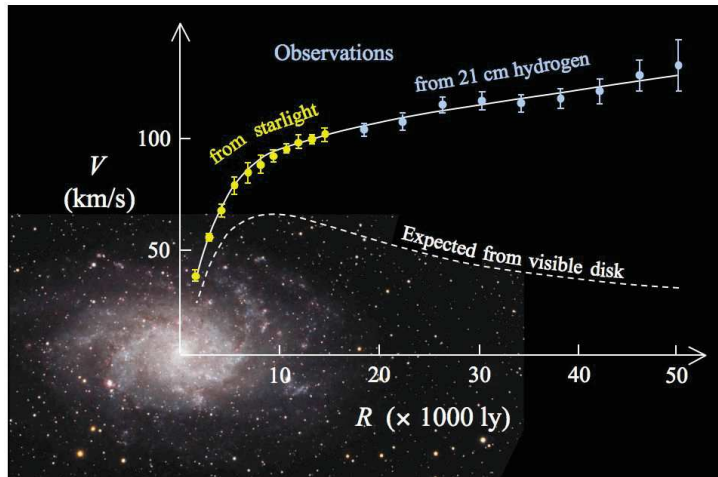 Observations
from 21 cm hydrogen
from starlight
100
V
(km/s)
50
Expected from visible disk
10
20
30
40
50
R (× 1000 ly)